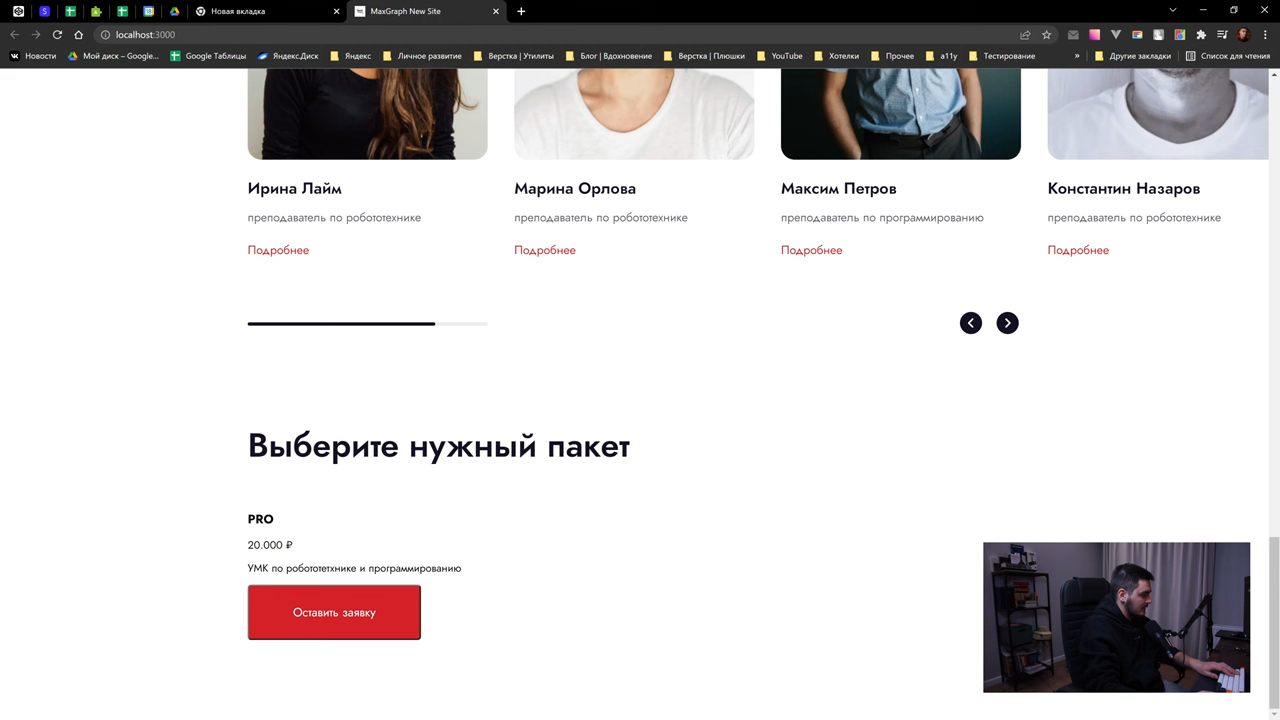 Новая вкладка
MaxGraph New Site
localhost:3000
Новости
Мой диск – Google...
Google Таблицы
Яндекс.Диск
Яндекс
Личное развитие
Верстка | Утилиты
Блог | Вдохновение
Верстка | Плюшки
YouTube
Хотелки
Прочее
a11y
Тестирование
»
Другие закладки
Список для чтения
Ирина Лайм
Марина Орлова
Максим Петров
Константин Назаров
преподаватель по робототехнике
преподаватель по робототехнике
преподаватель по программированию
преподаватель по робототехнике
Подробнее
Подробнее
Подробнее
Подробнее
Выберите нужный пакет
PRO
20.000 ₽
УМК по робототетхнике и программированию
Оставить заявку